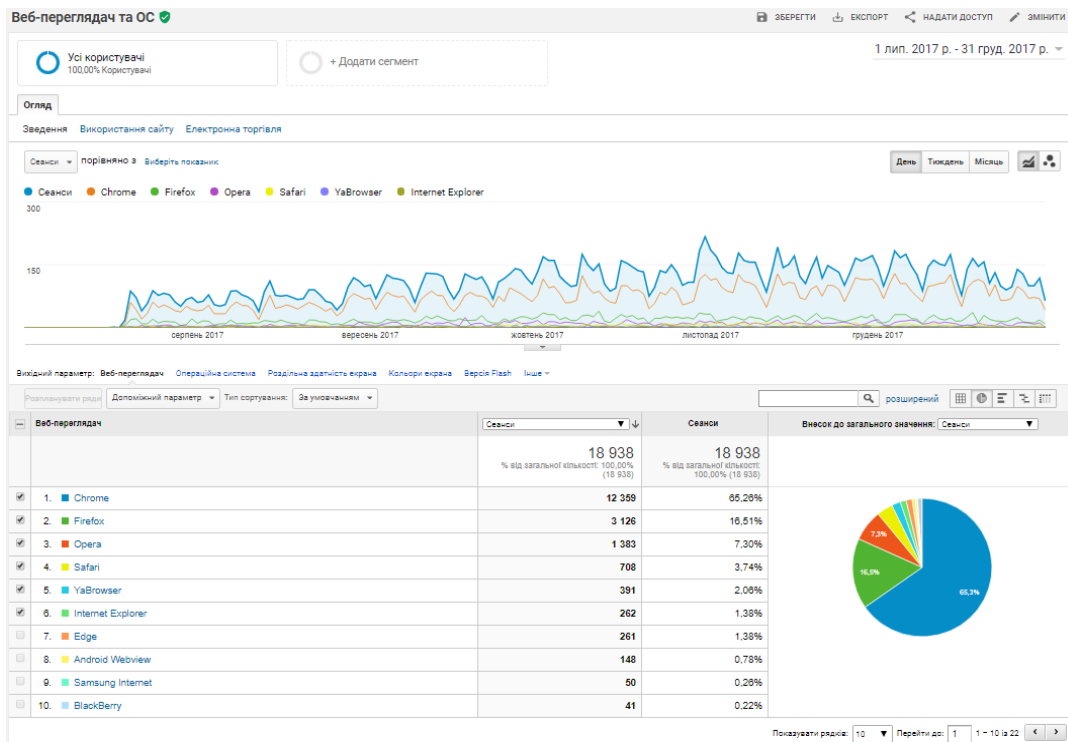 Веб-переглядач та ОС
ЗБЕРЕГТИ ЕКСПОРТ НАДАТИ ДОСТУП ЗМІНИТИ
Усі користувачі
100,00% Користувачі
+ Додати сегмент
1 лип. 2017 р. - 31 груд. 2017 р.
Огляд
Зведення Використання сайту Електронна торгівля
Сеанси порівняно з Виберіть показник
День Тиждень Місяць
Сеанси Chrome Firefox Opera Safari YaBrowser Internet Explorer
300
150
серпень 2017 вересень 2017 жовтень 2017 листопад 2017 грудень 2017
Вихідний параметр: Веб-переглядач Операційна система Роздільна здатність екрана Кольори екрана Версія Flash Інше
Розпланувати ряди Допоміжний параметр Тип сортування: За умовчанням розширений
Веб-переглядач Сеанси Сеанси Внесок до загального значення: Сеанси
18 938 18 938
% від загальної кількості: 100,00% % від загальної кількості:
(18 938) 100,00% (18 938)
1. Chrome 12 359 65,26%
2. Firefox 3 126 16,51%
3. Opera 1 383 7,30%
4. Safari 708 3,74%
5. YaBrowser 391 2,06%
6. Internet Explorer 262 1,38%
7. Edge 261 1,38%
8. Android Webview 148 0,78%
9. Samsung Internet 50 0,26%
10. BlackBerry 41 0,22%
7,3%
16,5%
65,3%
Показувати рядків: 10 Перейти до: 1 1 – 10 із 22